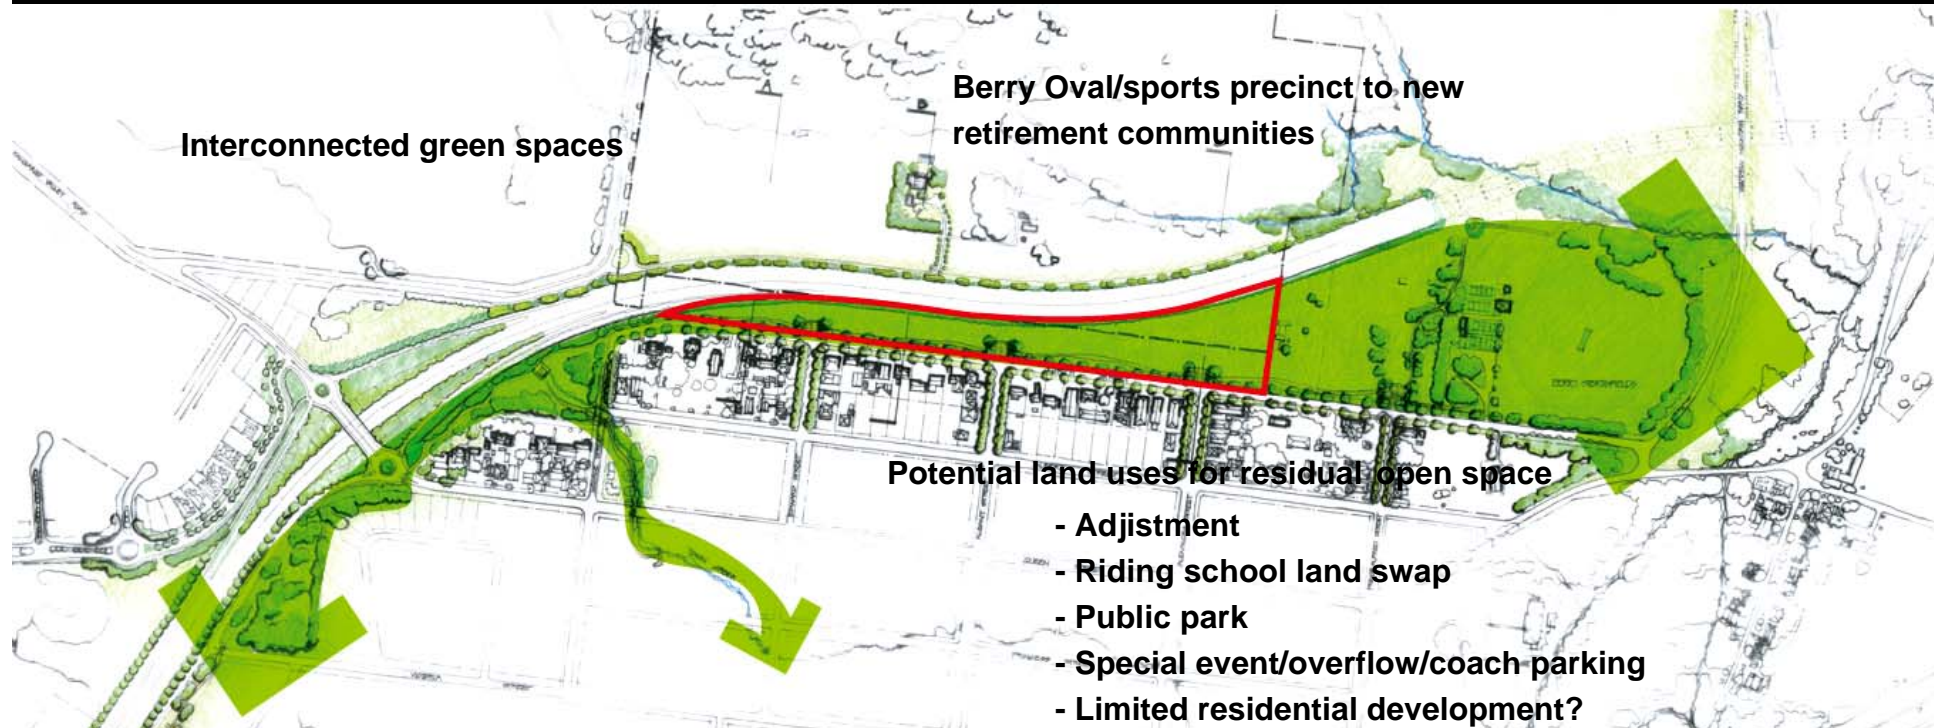 Interconnected green spaces
Berry Oval/sports precinct to new
retirement communities
Potential land uses for residual open space
- Adjistment
- Riding school land swap
- Public park
- Special event/overflow/coach parking
- Limited residential development?